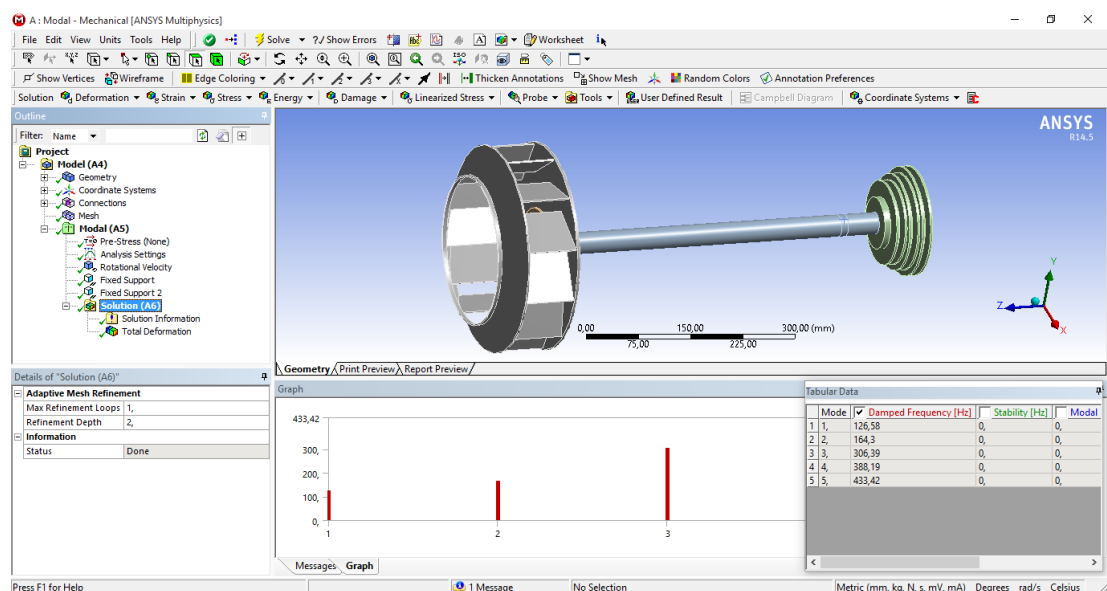 A : Modal - Mechanical [ANSYS Multiphysics]
File Edit View Units Tools Help Solve ?/ Show Errors Worksheet
Show Vertices Wireframe Edge Coloring Thicken Annotations Show Mesh Random Colors Annotation Preferences
Solution Deformation Strain Stress Energy Damage Linearized Stress Probe Tools User Defined Result Campbell Diagram Coordinate Systems
Outline
Filter: Name
Project
Model (A4)
Geometry
Coordinate Systems
Connections
Mesh
Modal (A5)
Pre-Stress (None)
Analysis Settings
Rotational Velocity
Fixed Support
Fixed Support 2
Solution (A6)
Solution Information
Total Deformation
ANSYS
R14.5
0,00 150,00 300,00 (mm)
75,00 225,00
Y
Z
X
Geometry Print Preview Report Preview
Details of "Solution (A6)"
Adaptive Mesh Refinement
Max Refinement Loops 1,
Refinement Depth 2,
Information
Status Done
Graph
433,42
300,
200,
100,
0,
1 2 3
Messages Graph
Tabular Data
Mode Damped Frequency [Hz] Stability [Hz] Modal
1 1, 126,58 0, 0,
2 2, 164,3 0, 0,
3 3, 306,39 0, 0,
4 4, 388,19 0, 0,
5 5, 433,42 0, 0,
Press F1 for Help 1 Message No Selection Metric (mm, kg, N, s, mV, mA) Degrees rad/s Celsius